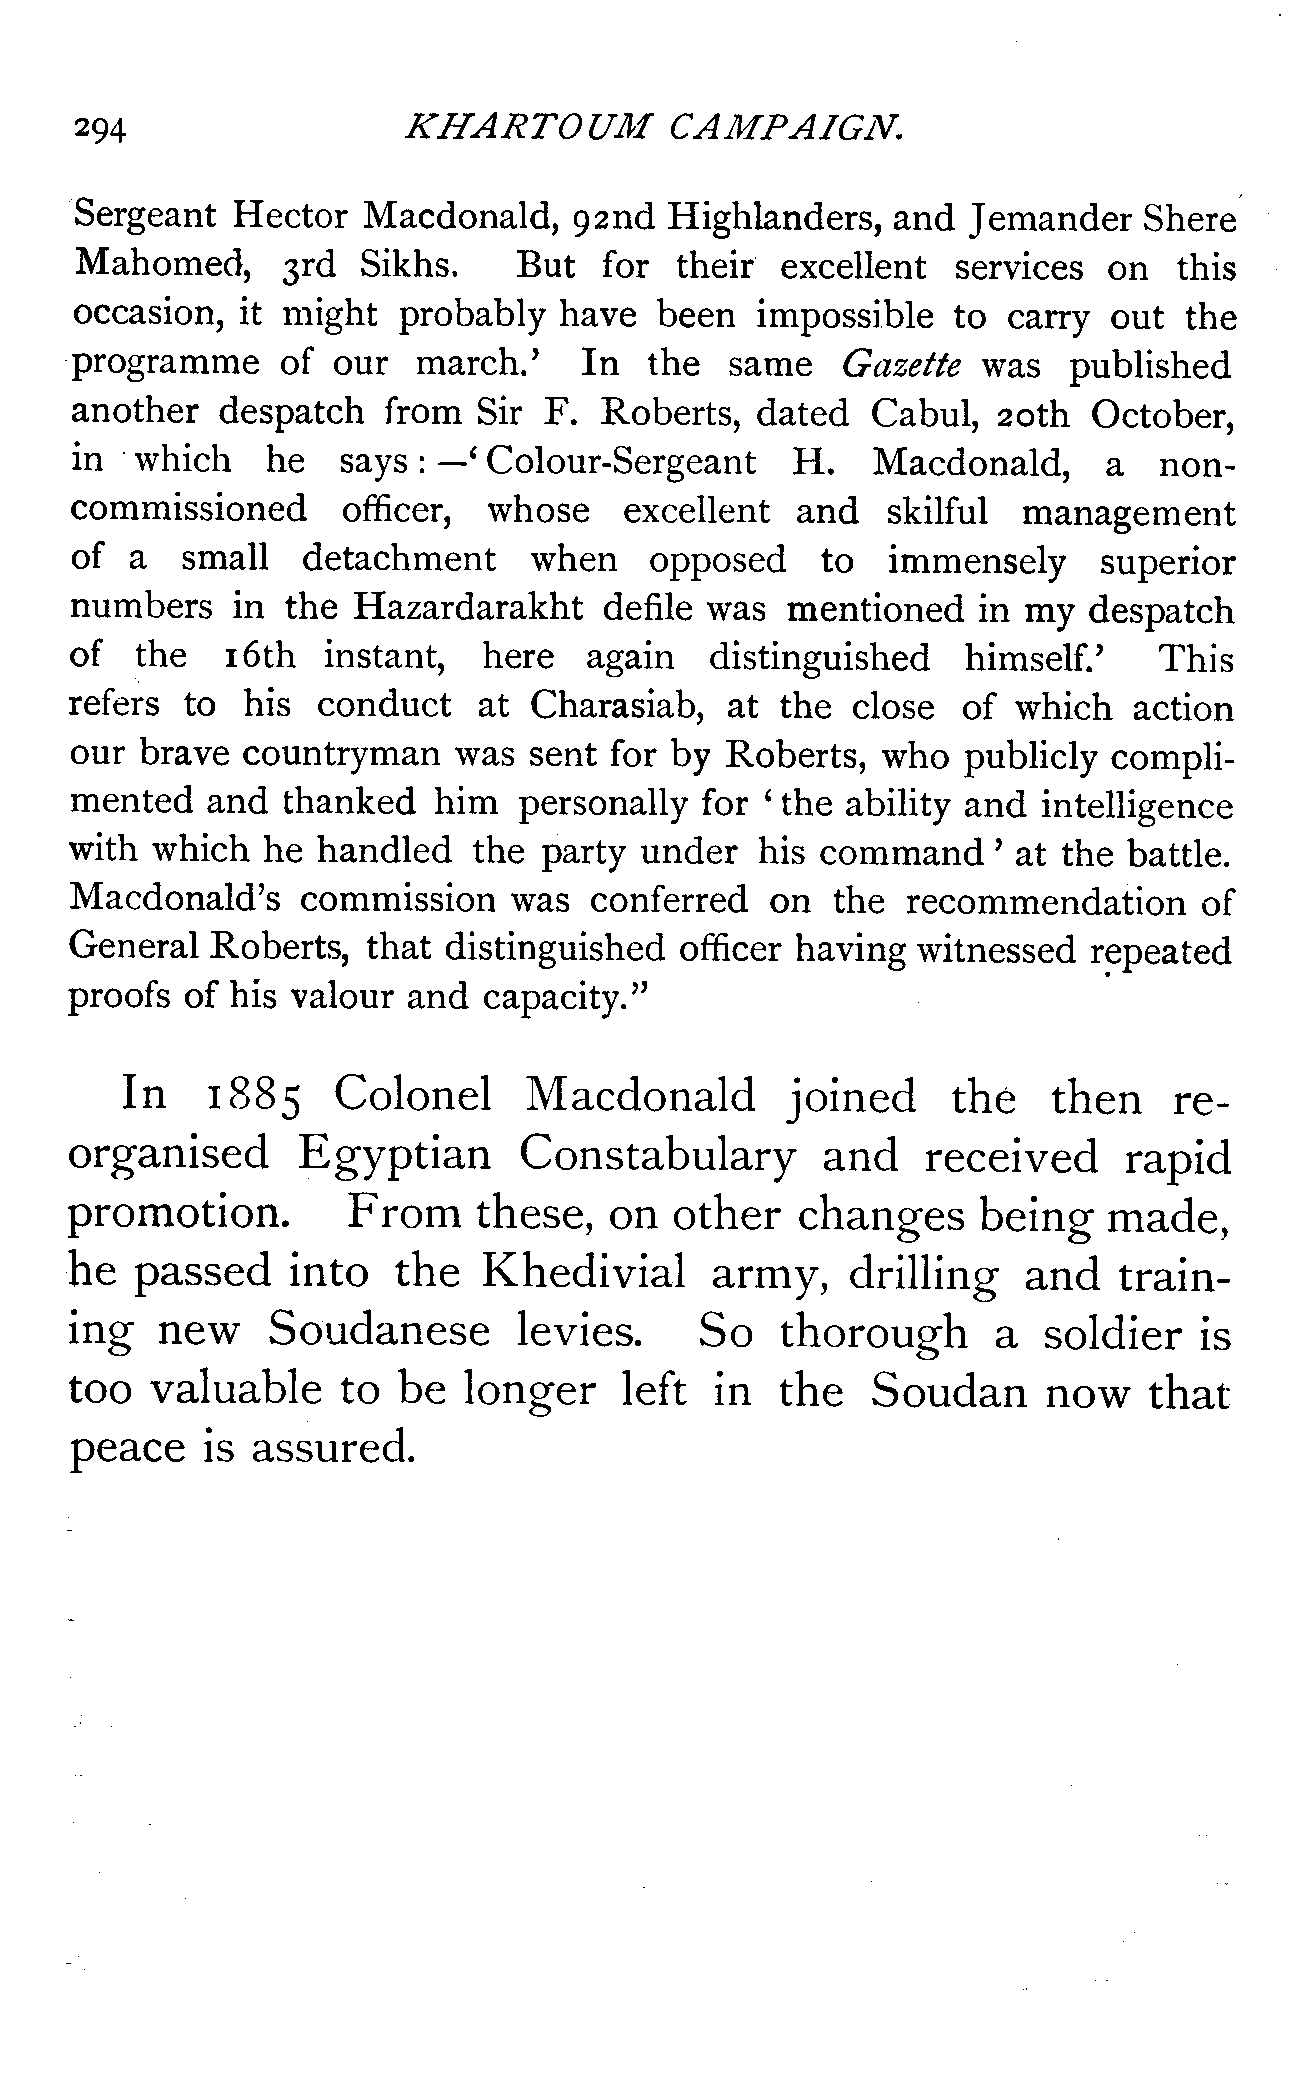 294 KHARTOUM CAMPAIGN.
Sergeant Hector Macdonald, 92nd Highlanders, and Jemander Shere
Mahomed, 3rd Sikhs. But for their excellent services on this
occasion, it might probably have been impossible to carry out the
programme of our march.’ In the same Gazette was published
another despatch from Sir F. Roberts, dated Cabul, 20th October,
in which he says : —‘ Colour-Sergeant H. Macdonald, a non-
commissioned officer, whose excellent and skilful management
of a small detachment when opposed to immensely superior
numbers in the Hazardarakht defile was mentioned in my despatch
of the 16th instant, here again distinguished himself.’ This
refers to his conduct at Charasiab, at the close of which action
our brave countryman was sent for by Roberts, who publicly compli-
mented and thanked him personally for ‘ the ability and intelligence
with which he handled the party under his command ’ at the battle.
Macdonald’s commission was conferred on the recommendation of
General Roberts, that distinguished officer having witnessed repeated
proofs of his valour and capacity.”
In 1885 Colonel Macdonald joined the then re-
organised Egyptian Constabulary and received rapid
promotion. From these, on other changes being made,
he passed into the Khedivial army, drilling and train-
ing new Soudanese levies. So thorough a soldier is
too valuable to be longer left in the Soudan now that
peace is assured.